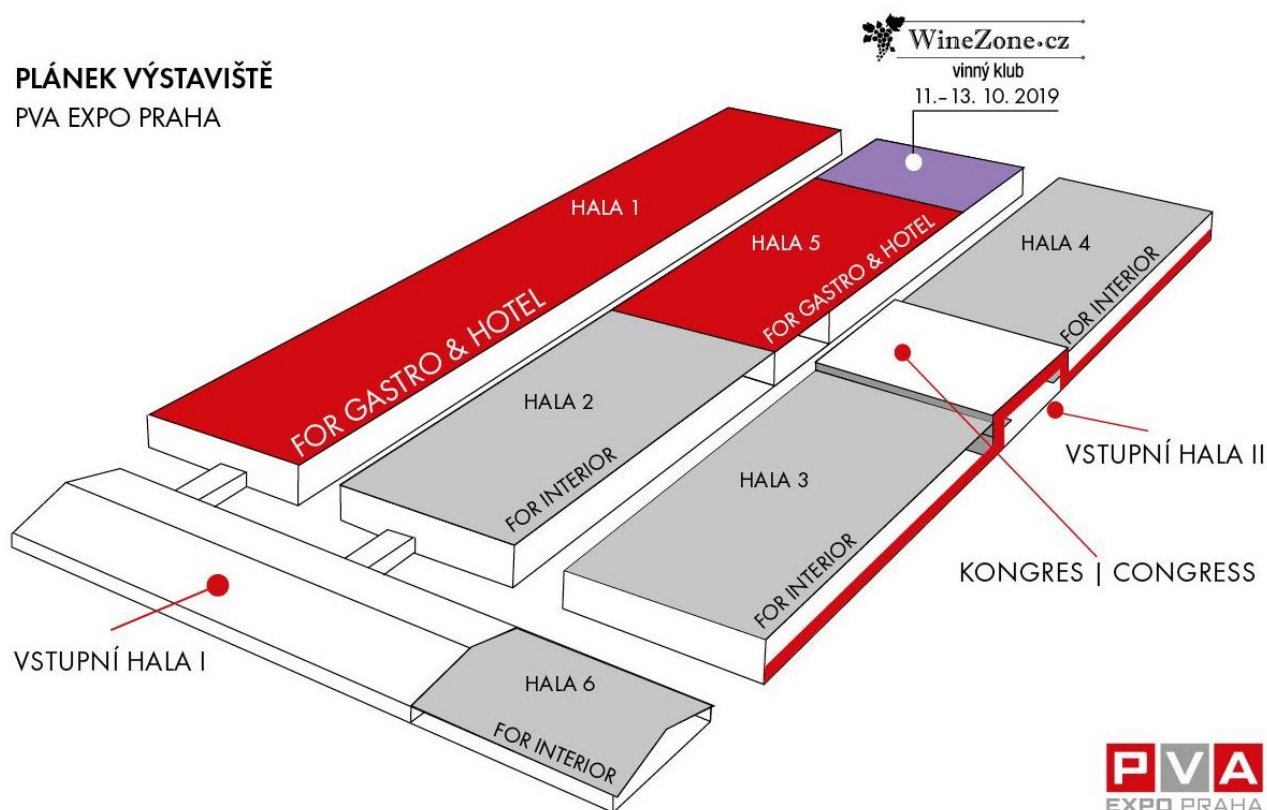 PLÁNEK VÝSTAVIŠTĚ
PVA EXPO PRAHA
WineZone.cz
vinný klub
11.– 13. 10. 2019
HALA 1
FOR GASTRO & HOTEL
HALA 5
FOR GASTRO & HOTEL
HALA 4
FOR INTERIOR
HALA 2
FOR INTERIOR
HALA 3
FOR INTERIOR
VSTUPNÍ HALA II
KONGRES | CONGRESS
VSTUPNÍ HALA I
HALA 6
FOR INTERIOR
PVA
EXPO PRAHA